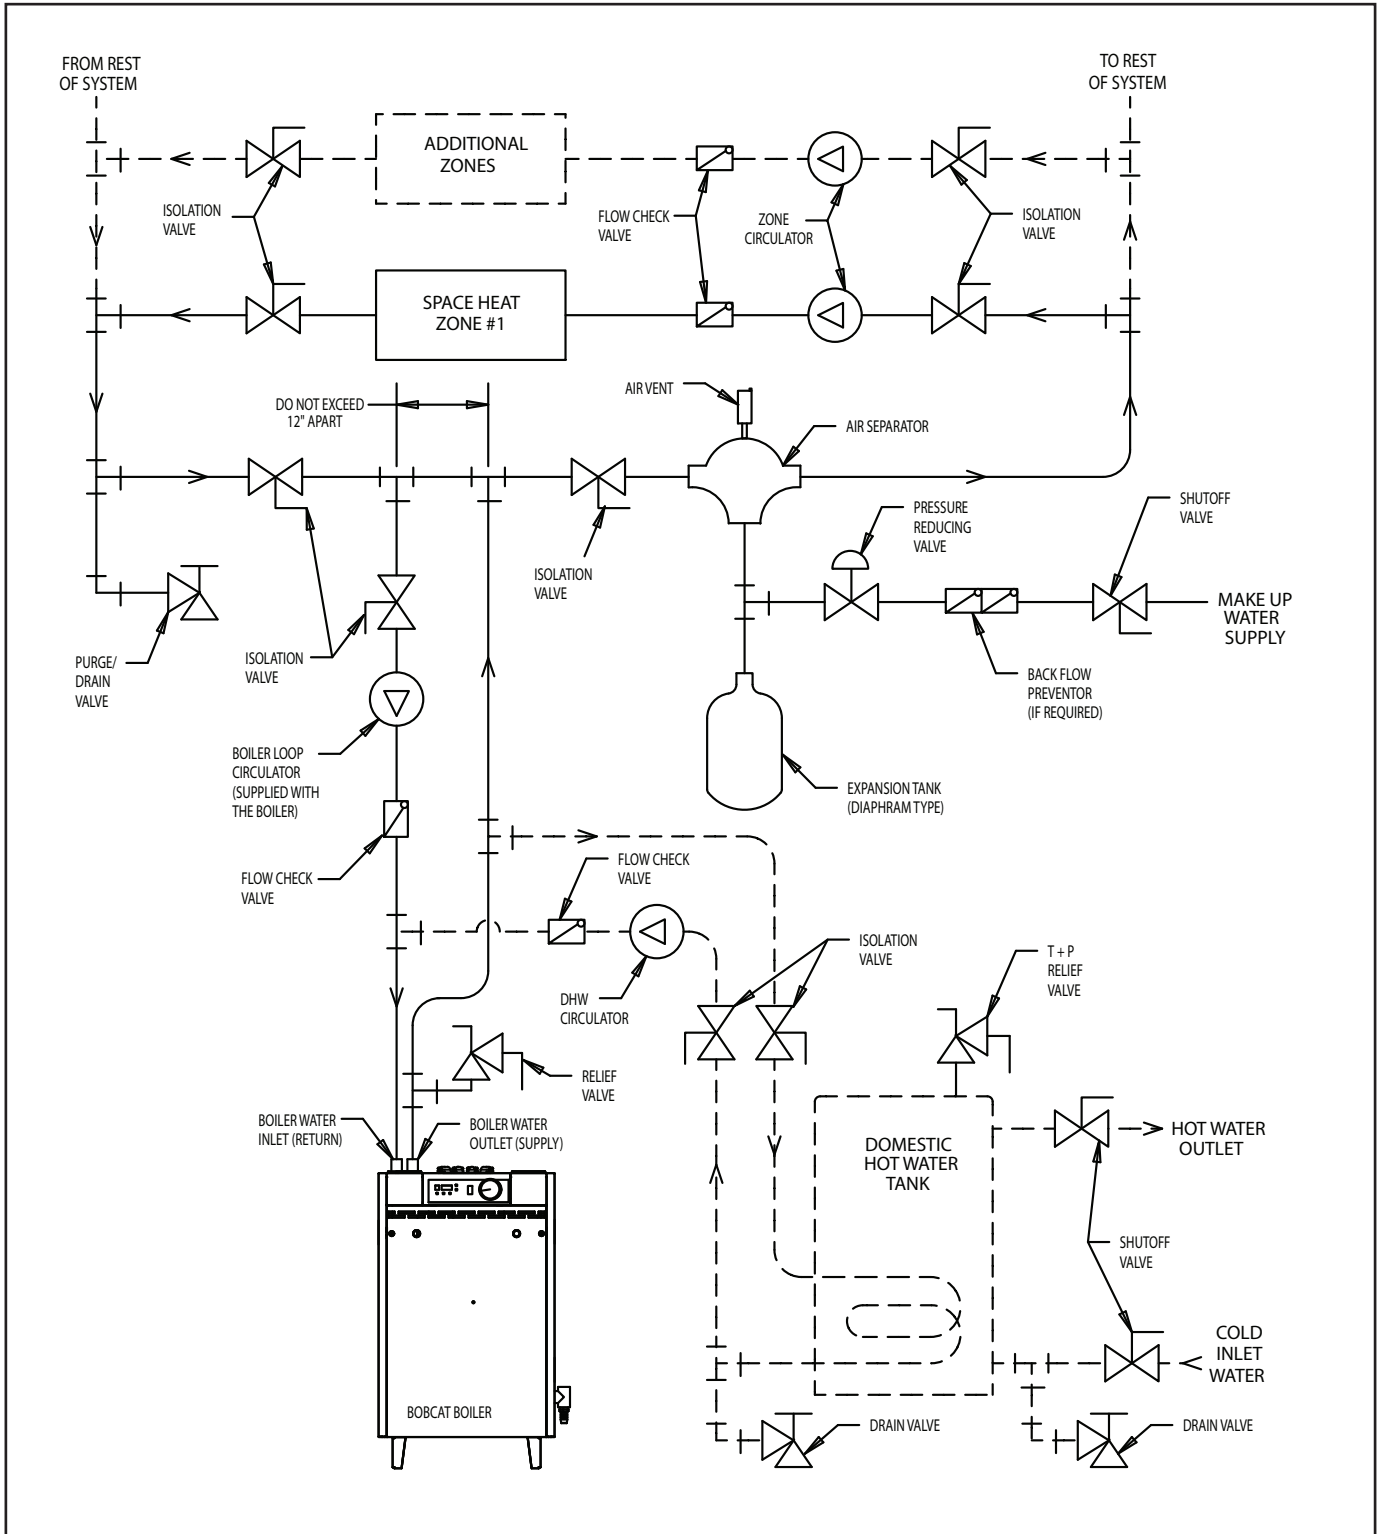 FROM REST
OF SYSTEM
TO REST
OF SYSTEM
ADDITIONAL
ZONES
ISOLATION
VALVE
FLOW CHECK
VALVE
ZONE
CIRCULATOR
ISOLATION
VALVE
SPACE HEAT
ZONE #1
DO NOT EXCEED
12" APART
AIR VENT
AIR SEPARATOR
PRESSURE
REDUCING
VALVE
SHUTOFF
VALVE
ISOLATION
VALVE
MAKE UP
WATER
SUPPLY
PURGE/
DRAIN
VALVE
ISOLATION
VALVE
BACK FLOW
PREVENTOR
(IF REQUIRED)
BOILER LOOP
CIRCULATOR
(SUPPLIED WITH
THE BOILER)
EXPANSION TANK
(DIAPHRAM TYPE)
FLOW CHECK
VALVE
FLOW CHECK
VALVE
ISOLATION
VALVE
T + P
RELIEF
VALVE
DHW
CIRCULATOR
RELIEF
VALVE
BOILER WATER
INLET (RETURN)
BOILER WATER
OUTLET (SUPPLY)
DOMESTIC
HOT WATER
TANK
HOT WATER
OUTLET
SHUTOFF
VALVE
COLD
INLET
WATER
BOBCAT BOILER
DRAIN VALVE
DRAIN VALVE